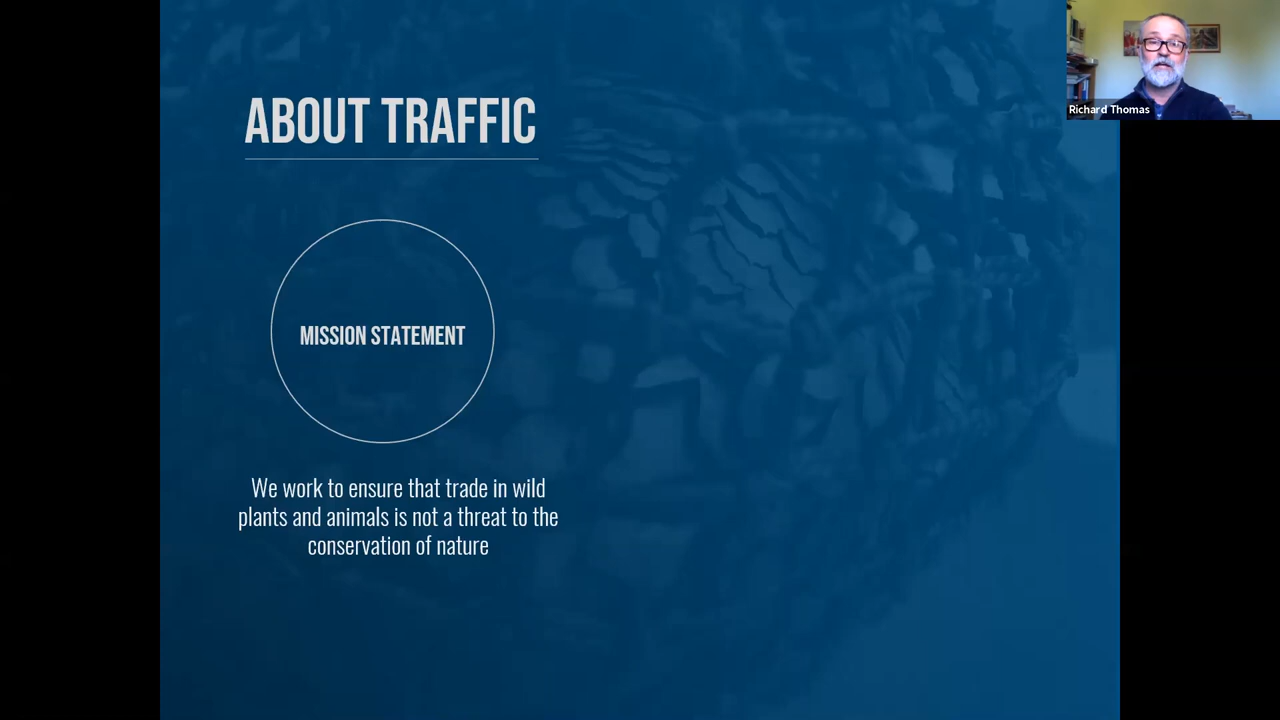 ABOUT TRAFFIC
Richard Thomas
MISSION STATEMENT
We work to ensure that trade in wild
plants and animals is not a threat to the
conservation of nature